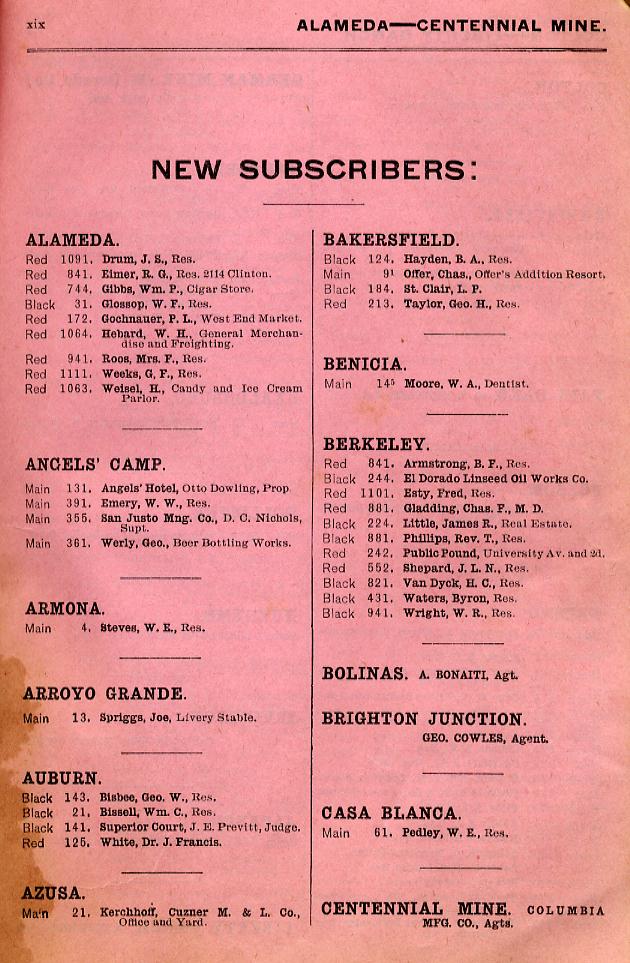 xix
ALAMEDA—CENTENNIAL MINE.
NEW SUBSCRIBERS:
ALAMEDA.
Red 1091. Drum, J. S., Res.
Red 841. Elmer, R. G., Res. 2114 Clinton.
Red 744. Gibbs, Wm. P., Cigar Store.
Black 31. Glossop, W. F., Res.
Red 172. Gochnauer, P. L., West End Market.
Red 1064. Hebard, W. H., General Merchan-
dise and Freighting.
Red 941. Roos, Mrs. F., Res.
Red 1111. Weeks, G, F., Res.
Red 1063. Weisel, H., Candy and Ice Cream
Parlor.
ANGELS' CAMP.
Main 131. Angels' Hotel, Otto Dowling, Prop
Main 391. Emery, W. W., Res.
Main 355. San Justo Mng. Co., D. C. Nichols,
Supt.
Main 361. Werly, Geo., Beer Bottling Works.
ARMONA.
Main 4. Steves, W. E., Res.
ARROYO GRANDE.
Main 13. Spriggs, Joe, Livery Stable.
AUBURN.
Black 143. Bisbee, Geo. W., Res.
Black 21. Bissell, Wm. C., Res.
Black 141. Superior Court, J. E. Previtt, Judge.
Red 125. White, Dr. J. Francis.
AZUSA.
Main 21. Kerchhoff, Cuzner M. & L. Co.,
Office and Yard.
BAKERSFIELD.
Black 124. Hayden, B. A., Res.
Main 9¹ Offer, Chas., Offer's Addition Resort.
Black 184. St. Clair, L. P.
Red 213. Taylor, Geo. H., Res.
BENICIA.
Main 14⁵ Moore, W. A., Dentist.
BERKELEY.
Red 841. Armstrong, B. F., Res.
Black 244. El Dorado Linseed Oil Works Co.
Red 1101. Esty, Fred, Res.
Red 881. Gladding, Chas. F., M. D.
Black 224. Little, James R., Real Estate.
Black 881. Phillips, Rev. T., Res.
Red 242. Public Pound, University Av. and 2d.
Red 552. Shepard, J. L. N., Res.
Black 821. Van Dyck, H. C., Res.
Black 431. Waters, Byron, Res.
Black 941. Wright, W. R., Res.
BOLINAS. A. BONAITI, Agt.
BRIGHTON JUNCTION.
GEO. COWLES, Agent.
CASA BLANCA.
Main 61. Pedley, W. E., Res.
CENTENNIAL MINE. COLUMBIA
MFG. CO., Agts.